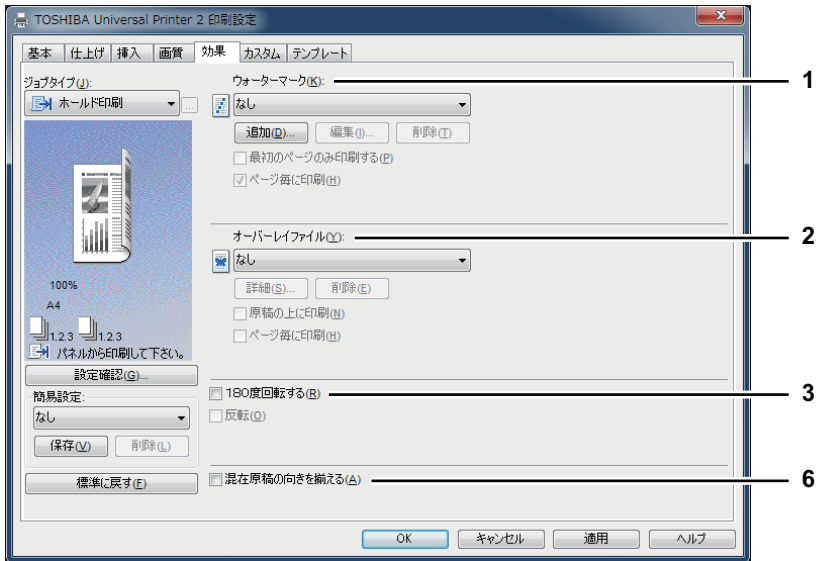 TOSHIBA Universal Printer 2 印刷設定
基本 仕上げ 挿入 画質 効果 カスタム テンプレート
ジョブタイプ(J):
ホールド印刷
...
100%
A4
1.2.3 1.2.3
パネルから印刷して下さい。
設定確認(G)...
簡易設定:
なし
保存(V) 削除(L)
標準に戻す(F)
ウォーターマーク(K):
1
なし
追加(D)... 編集(I)... 削除(T)
最初のページのみ印刷する(P)
ページ毎に印刷(H)
オーバーレイファイル(Y):
2
なし
詳細(S)... 削除(E)
原稿の上に印刷(N)
ページ毎に印刷(H)
180度回転する(R)
3
反転(O)
混在原稿の向きを揃える(A)
6
OK キャンセル 適用 ヘルプ